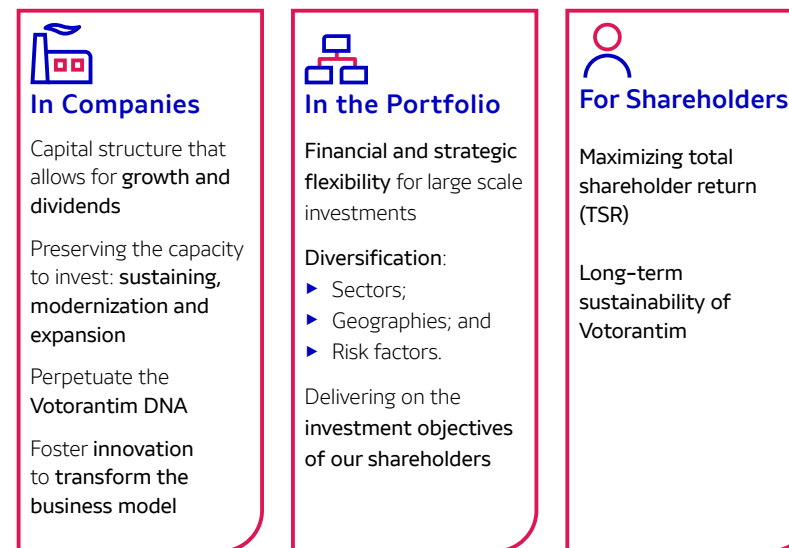 In Companies
Capital structure that
allows for growth and
dividends
Preserving the capacity
to invest: sustaining,
modernization and
expansion
Perpetuate the
Votorantim DNA
Foster innovation
to transform the
business model
In the Portfolio
Financial and strategic
flexibility for large scale
investments
Diversification:
► Sectors;
► Geographies; and
► Risk factors.
Delivering on the
investment objectives
of our shareholders
For Shareholders
Maximizing total
shareholder return
(TSR)
Long-term
sustainability of
Votorantim